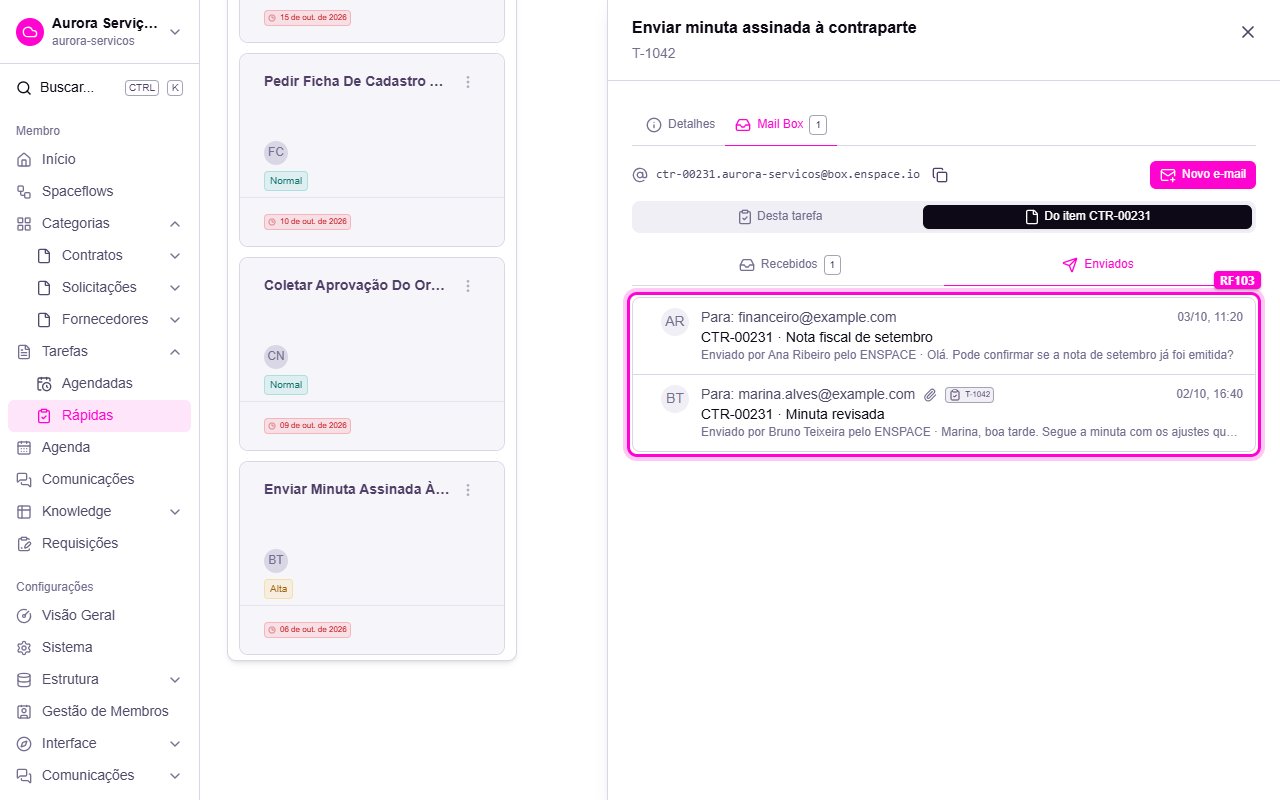 Aurora Serviç...
aurora-servicos
Buscar...
CTRL K
Membro
Início
Spaceflows
Categorias
Contratos
Solicitações
Fornecedores
Tarefas
Agendadas
Rápidas
Agenda
Comunicações
Knowledge
Requisições
Configurações
Visão Geral
Sistema
Estrutura
Gestão de Membros
Interface
Comunicações
15 de out. de 2026
Pedir Ficha De Cadastro ...
FC
Normal
10 de out. de 2026
Coletar Aprovação Do Or...
CN
Normal
09 de out. de 2026
Enviar Minuta Assinada À...
BT
Alta
06 de out. de 2026
Enviar minuta assinada à contraparte
T-1042
Detalhes
Mail Box 1
ctr-00231.aurora-servicos@box.enspace.io
Novo e-mail
Desta tarefa
Do item CTR-00231
Recebidos 1
Enviados
RF103
AR
Para: financeiro@example.com
03/10, 11:20
CTR-00231 · Nota fiscal de setembro
Enviado por Ana Ribeiro pelo ENSPACE · Olá. Pode confirmar se a nota de setembro já foi emitida?
BT
Para: marina.alves@example.com
T-1042
02/10, 16:40
CTR-00231 · Minuta revisada
Enviado por Bruno Teixeira pelo ENSPACE · Marina, boa tarde. Segue a minuta com os ajustes qu...